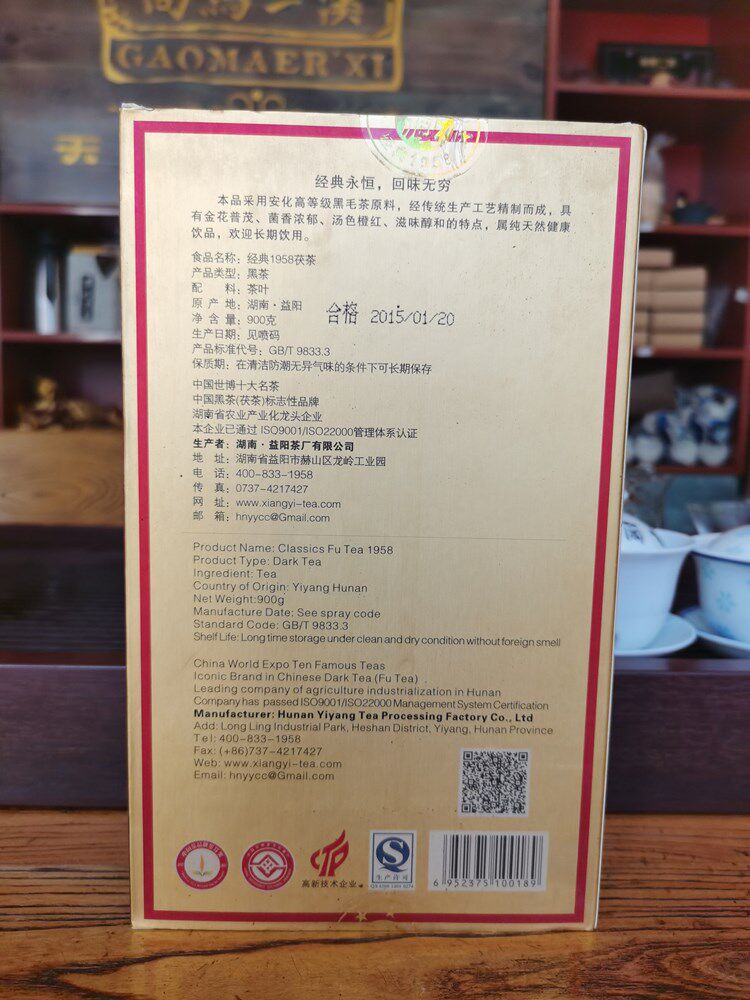 GAOMAER'XI
天
1958
经典永恒，回味无穷
本品采用安化高等级黑毛茶原料，经传统生产工艺精制而成，具
有金花普茂、菌香浓郁、汤色橙红、滋味醇和的特点，属纯天然健康
饮品，欢迎长期饮用。
食品名称：经典1958茯茶
产品类型：黑茶
配 料：茶叶
原 产 地：湖南·益阳
净 含 量：900克
合格 2015/01/20
生产日期：见喷码
产品标准代号：GB/T 9833.3
保质期：在清洁防潮无异气味的条件下可长期保存
中国世博十大名茶
中国黑茶(茯茶)标志性品牌
湖南省农业产业化龙头企业
本企业已通过 ISO9001/ISO22000管理体系认证
生产者：湖南·益阳茶厂有限公司
地 址：湖南省益阳市赫山区龙岭工业园
电 话：400-833-1958
传 真：0737-4217427
网 址：www.xiangyi-tea.com
邮 箱：hnyycc@Gmail.com
Product Name: Classics Fu Tea 1958
Product Type: Dark Tea
Ingredient: Tea
Country of Origin: Yiyang Hunan
Net Weight:900g
Manufacture Date: See spray code
Standard Code: GB/T 9833.3
Shelf Life: Long time storage under clean and dry condition without foreign smell
China World Expo Ten Famous Teas
Iconic Brand in Chinese Dark Tea (Fu Tea) .
Leading company of agriculture industrialization in Hunan
Company has passed ISO9001/ISO22000 Management System Certification
Manufacturer: Hunan Yiyang Tea Processing Factory Co., Ltd
Add: Long Ling Industrial Park, Heshan District, Yiyang, Hunan Province
Tel: 400-833-1958
Fax: (+86)737-4217427
Web: www.xiangyi-tea.com
Email: hnyycc@Gmail.com
高新技术企业
生产许可
6 952375 100189